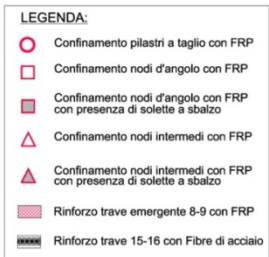 LEGENDA:
Confinamento pilastri a taglio con FRP
Confinamento nodi d'angolo con FRP
Confinamento nodi d'angolo con FRP
con presenza di solette a sbalzo
Confinamento nodi intermedi con FRP
Confinamento nodi intermedi con FRP
con presenza di solette a sbalzo
Rinforzo trave emergente 8-9 con FRP
Rinforzo trave 15-16 con Fibre di acciaio